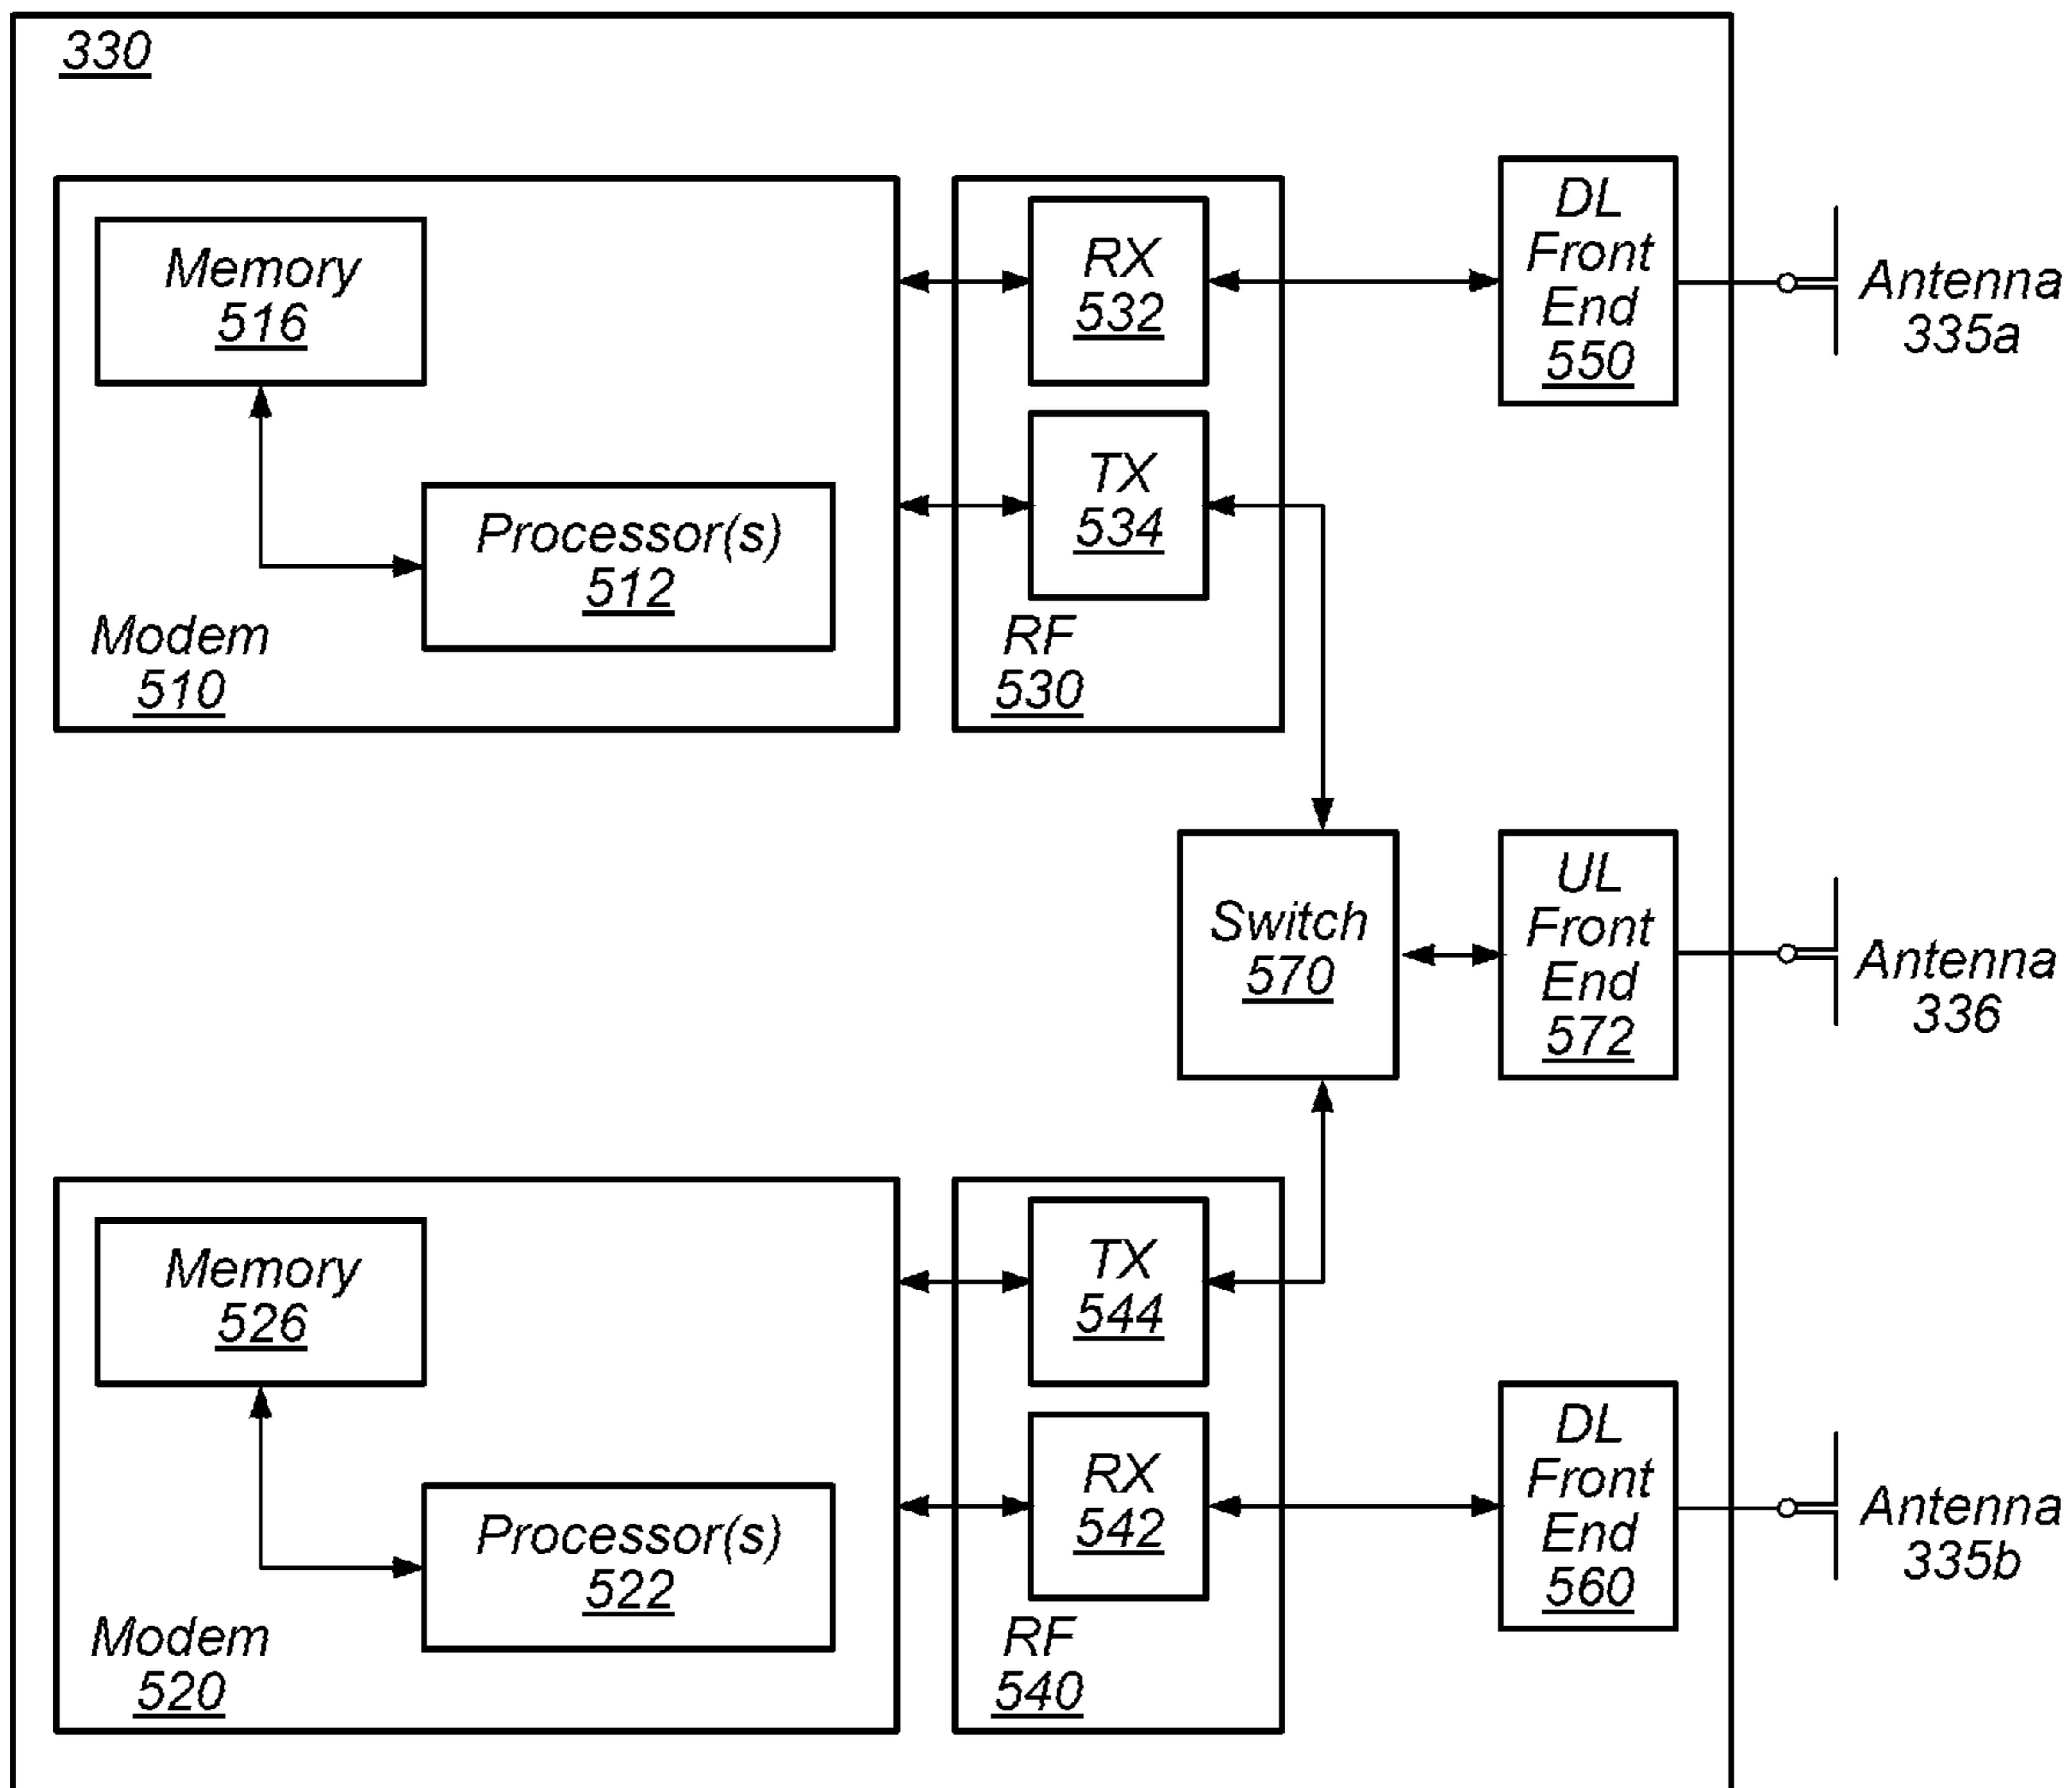 330
Memory
516
Processor(s)
512
Modem
510
RX
532
TX
534
RF
530
DL
Front
End
550
Antenna
335a
Switch
570
UL
Front
End
572
Antenna
336
Memory
526
Processor(s)
522
Modem
520
TX
544
RX
542
RF
540
DL
Front
End
560
Antenna
335b